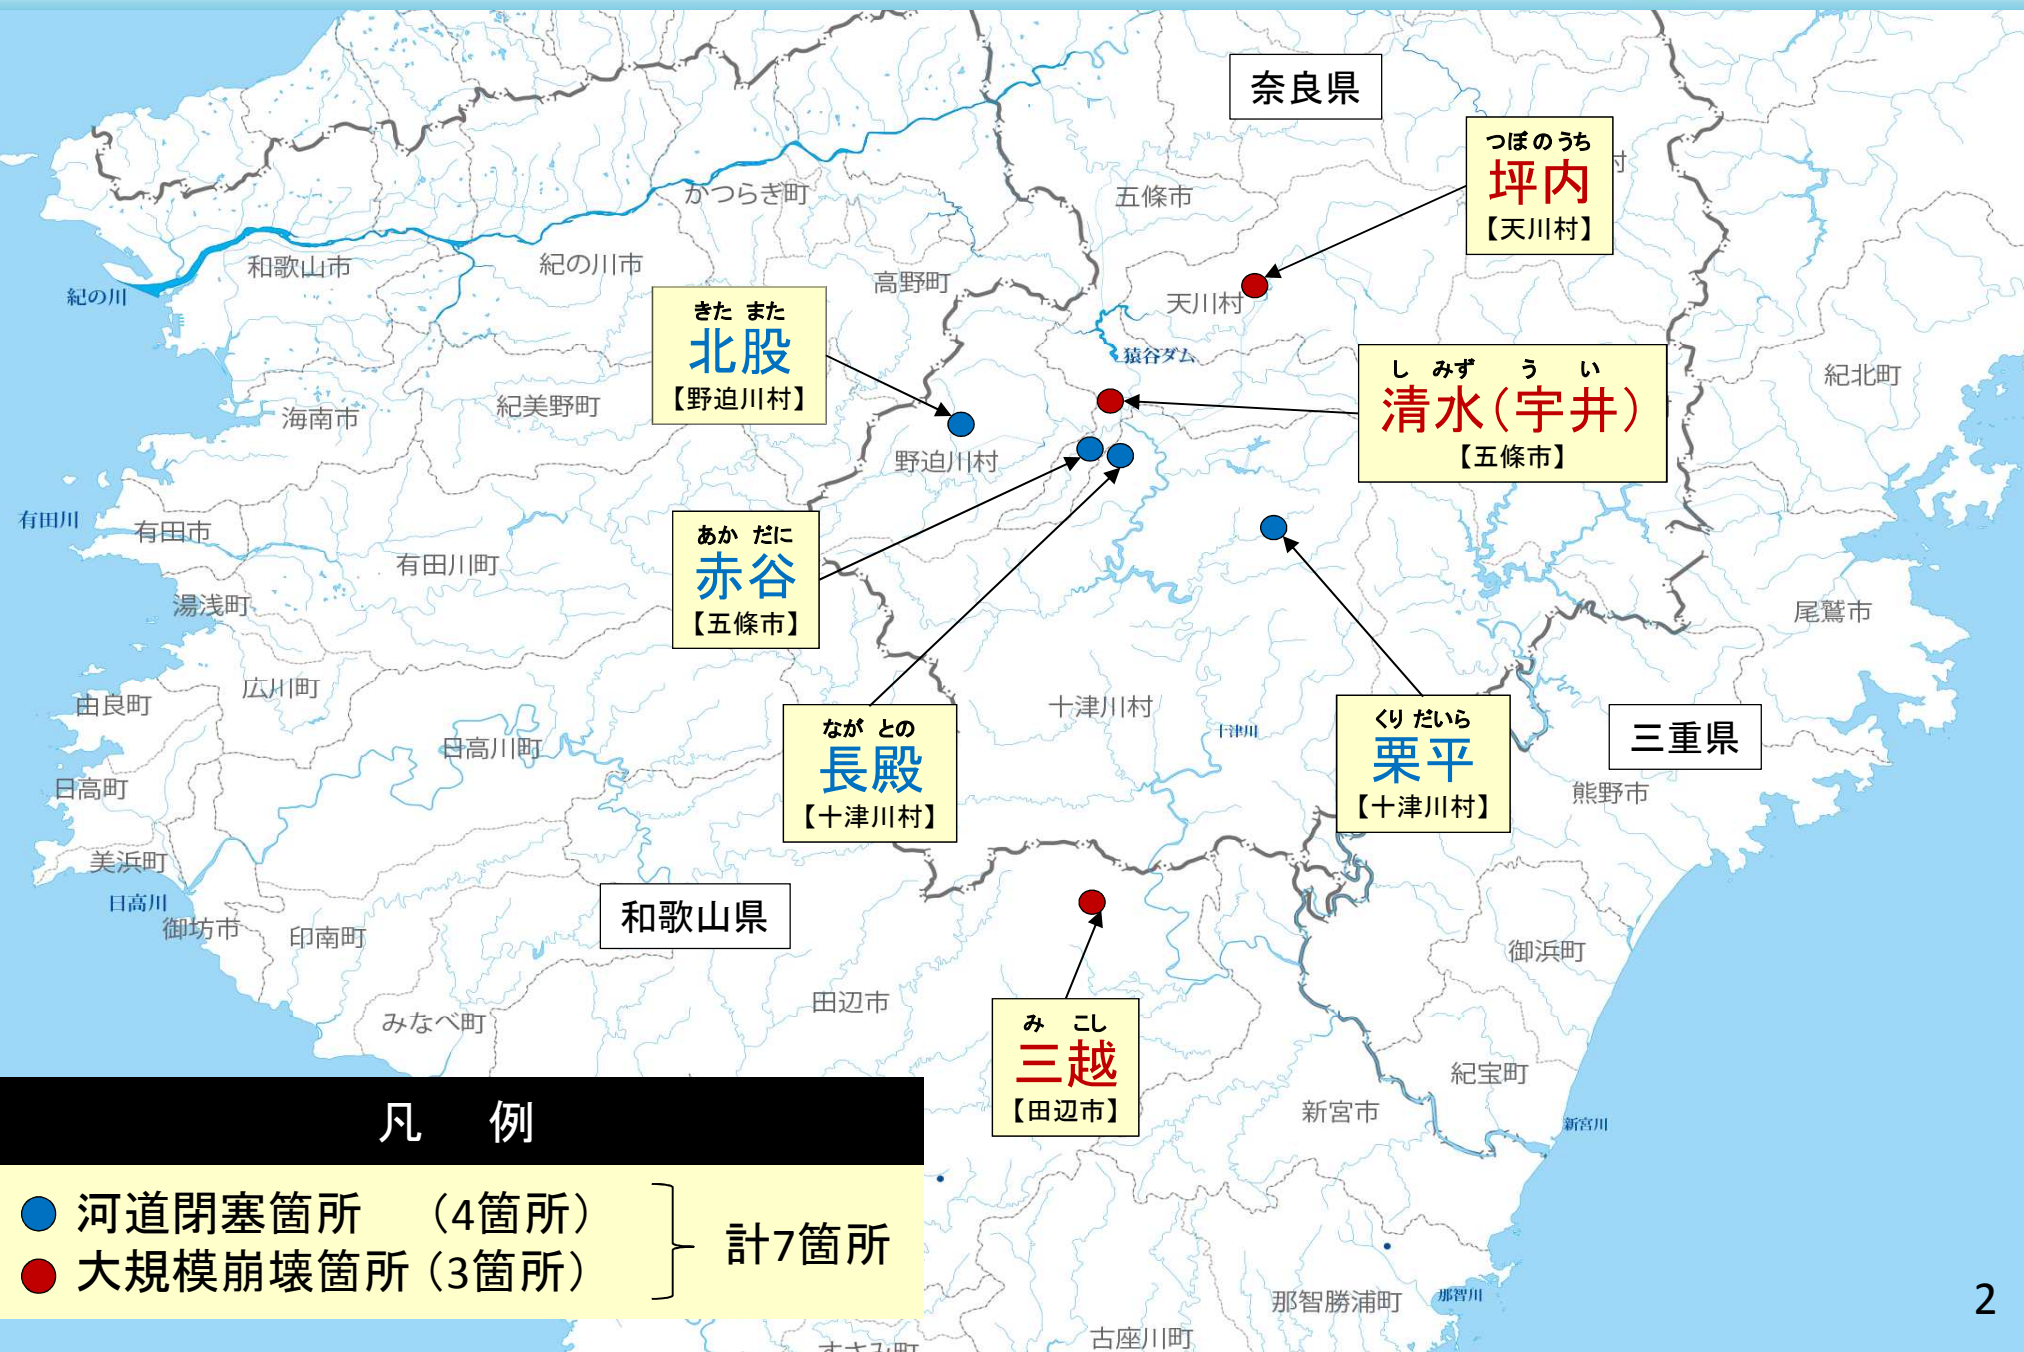 奈良県
つぼのうち
坪内
【天川村】
かつらぎ町
五條市
村
和歌山市
紀の川市
高野町
紀の川
天川村
きた また
北股
【野迫川村】
猿谷ダム
し みず う い
清水(宇井)
【五條市】
紀北町
海南市
紀美野町
野迫川村
有田川
有田市
有田川町
あか だに
赤谷
【五條市】
湯浅町
尾鷲市
広川町
由良町
十津川村
十津川
なが との
長殿
【十津川村】
くり だいら
栗平
【十津川村】
三重県
日高川町
日高町
熊野市
美浜町
日高川
御坊市
印南町
和歌山県
御浜町
田辺市
みなべ町
み こし
三越
【田辺市】
紀宝町
新宮市
新宮川
凡 例
河道閉塞箇所 (4箇所)
大規模崩壊箇所(3箇所)
計7箇所
那智勝浦町
那智川
古座川町
すさみ町
2